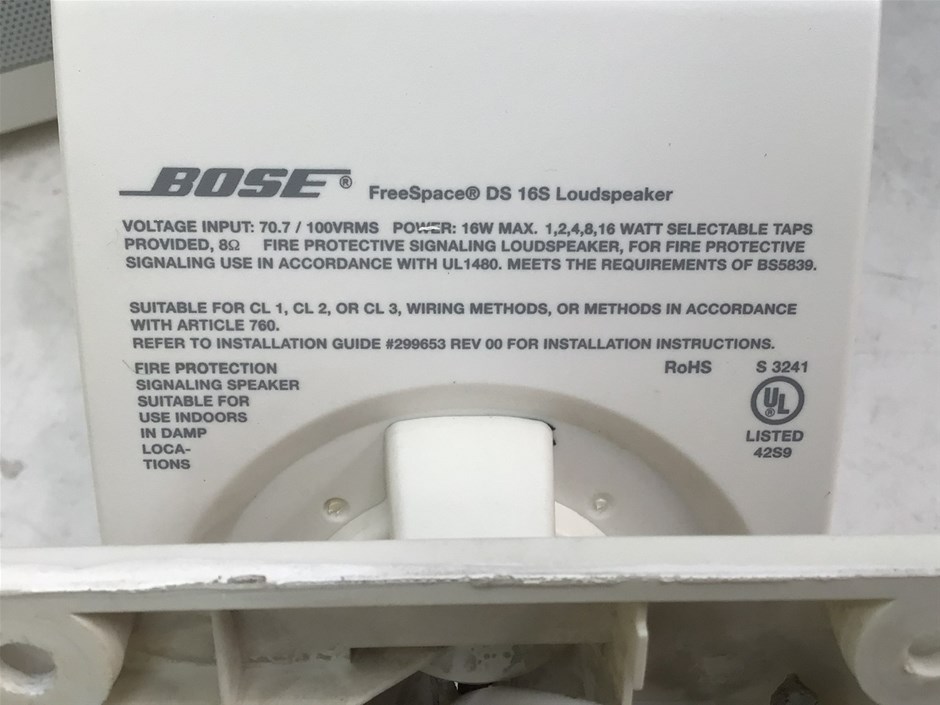 BOSE® FreeSpace® DS 16S Loudspeaker
VOLTAGE INPUT: 70.7 / 100VRMS POWER: 16W MAX. 1,2,4,8,16 WATT SELECTABLE TAPS
PROVIDED, 8Ω FIRE PROTECTIVE SIGNALING LOUDSPEAKER, FOR FIRE PROTECTIVE
SIGNALING USE IN ACCORDANCE WITH UL1480. MEETS THE REQUIREMENTS OF BS5839.
SUITABLE FOR CL 1, CL 2, OR CL 3, WIRING METHODS, OR METHODS IN ACCORDANCE
WITH ARTICLE 760.
REFER TO INSTALLATION GUIDE #299653 REV 00 FOR INSTALLATION INSTRUCTIONS.
FIRE PROTECTION
SIGNALING SPEAKER
SUITABLE FOR
USE INDOORS
IN DAMP
LOCA-
TIONS
RoHS S 3241
UL®
LISTED
42S9